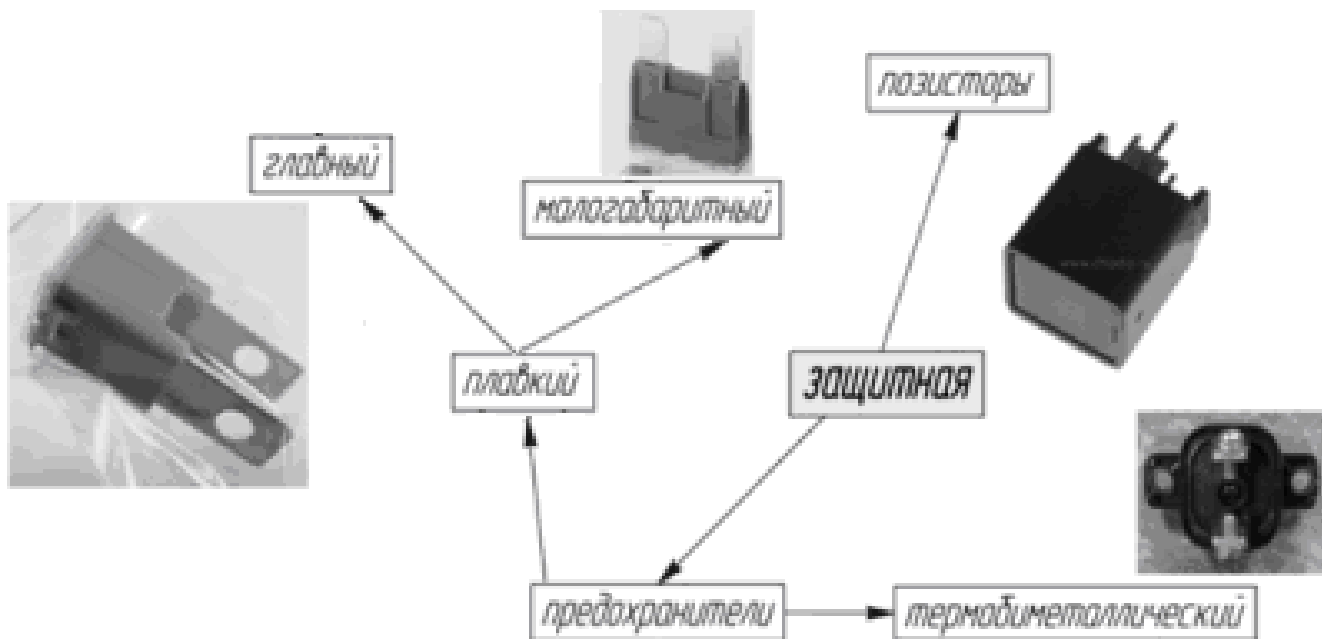 позисторы
главный
малогабаритный
плавкий
защитная
предохранители
термобиметаллический